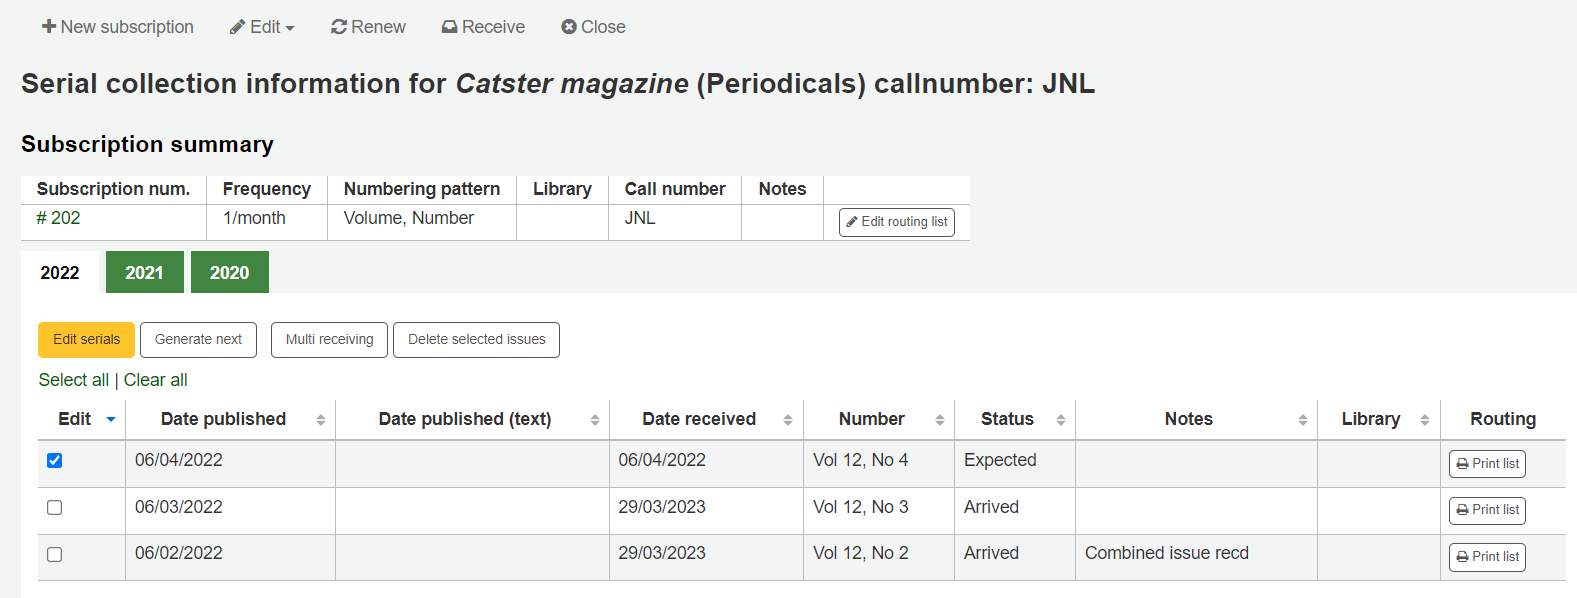 New subscription Edit Renew Receive Close
Serial collection information for Catster magazine (Periodicals) callnumber: JNL
Subscription summary
Subscription num. Frequency Numbering pattern Library Call number Notes
# 202 1/month Volume, Number JNL Edit routing list
2022 2021 2020
Edit serials Generate next Multi receiving Delete selected issues
Select all | Clear all
Edit Date published Date published (text) Date received Number Status Notes Library Routing
06/04/2022 06/04/2022 Vol 12, No 4 Expected Print list
06/03/2022 29/03/2023 Vol 12, No 3 Arrived Print list
06/02/2022 29/03/2023 Vol 12, No 2 Arrived Combined issue recd Print list